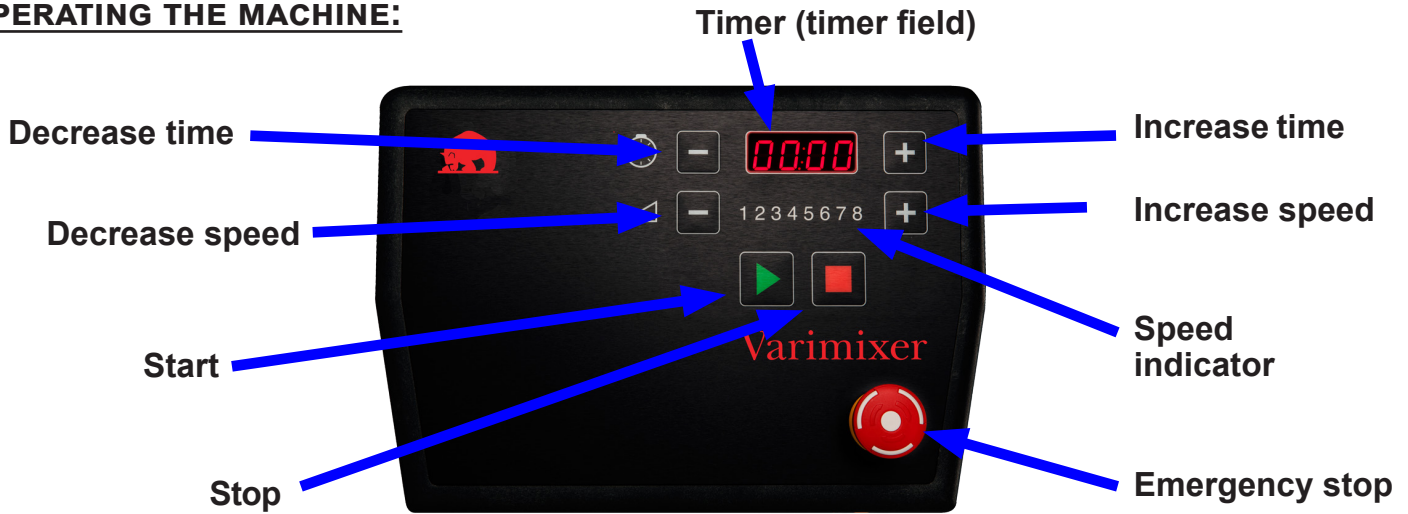 PERATING THE MACHINE:
Timer (timer field)
Decrease time
00:00
Increase time
Decrease speed
12345678
Increase speed
Start
Varimixer
Speed
indicator
Stop
Emergency stop